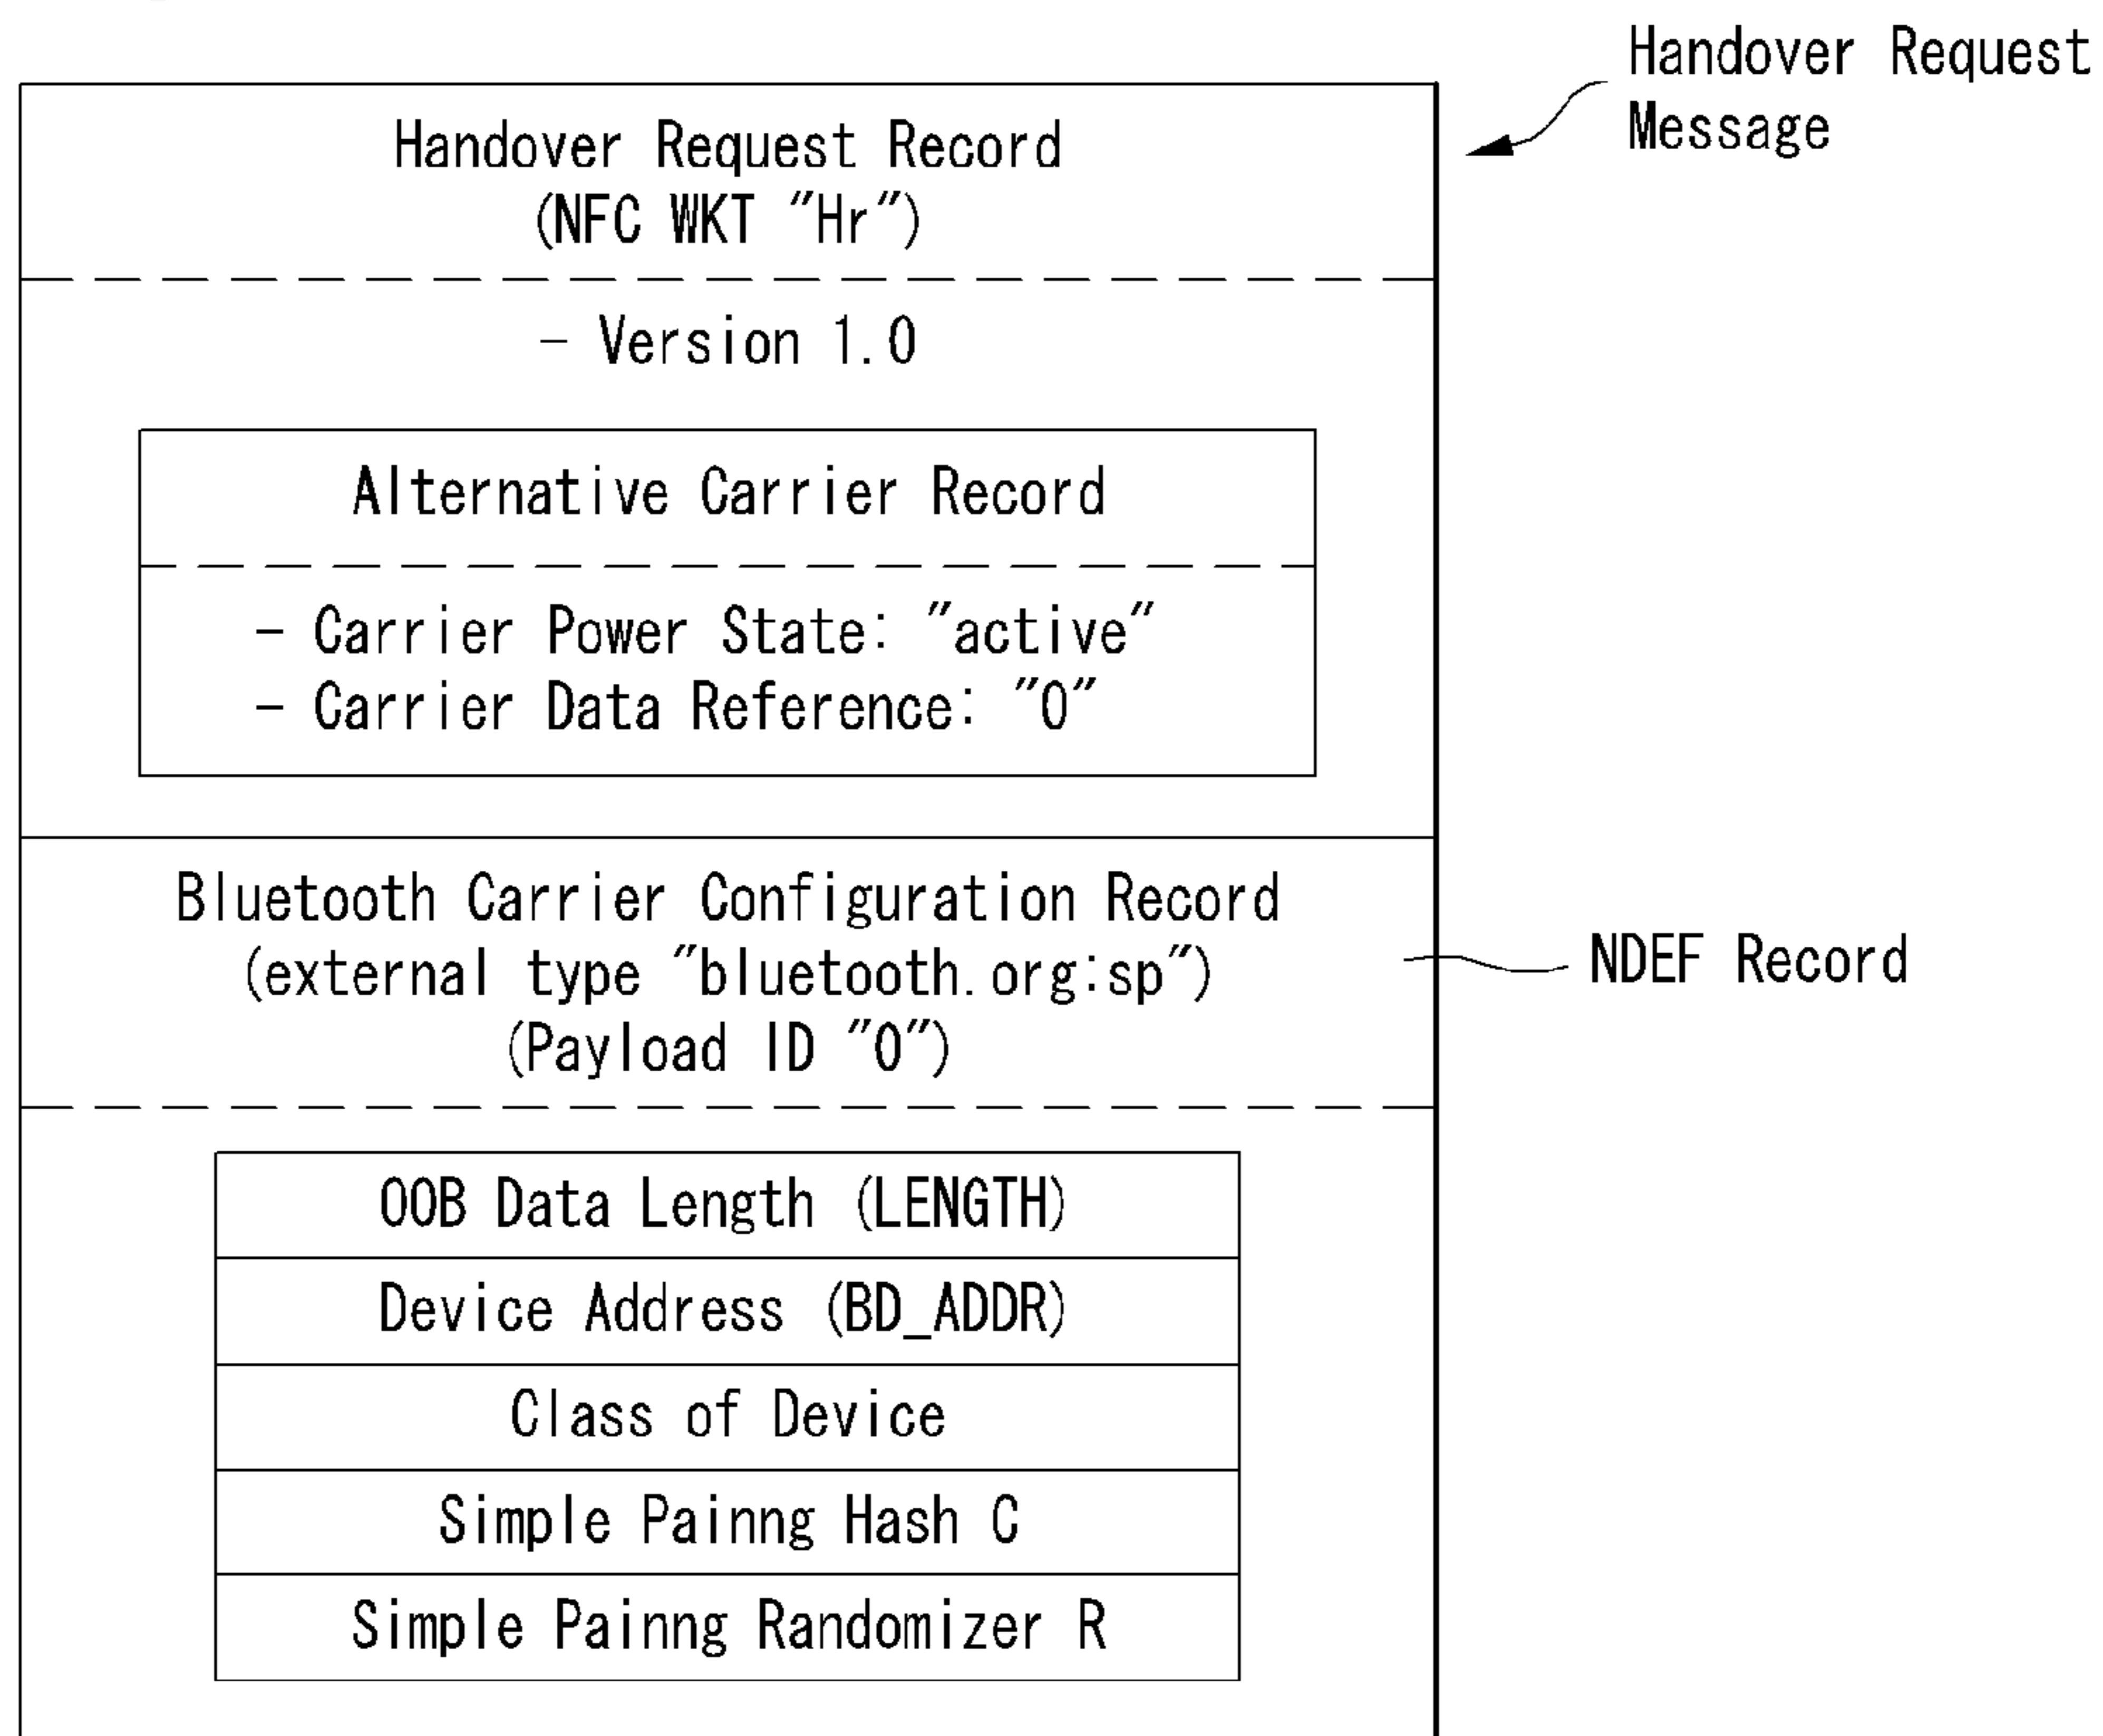 Handover Request
Message
Handover Request Record
(NFC WKT "Hr")
- Version 1.0
Alternative Carrier Record
- Carrier Power State: "active"
- Carrier Data Reference: "0"
Bluetooth Carrier Configuration Record
(external type "bluetooth.org:sp")
(Payload ID "0")
NDEF Record
OOB Data Length (LENGTH)
Device Address (BD_ADDR)
Class of Device
Simple Painng Hash C
Simple Painng Randomizer R